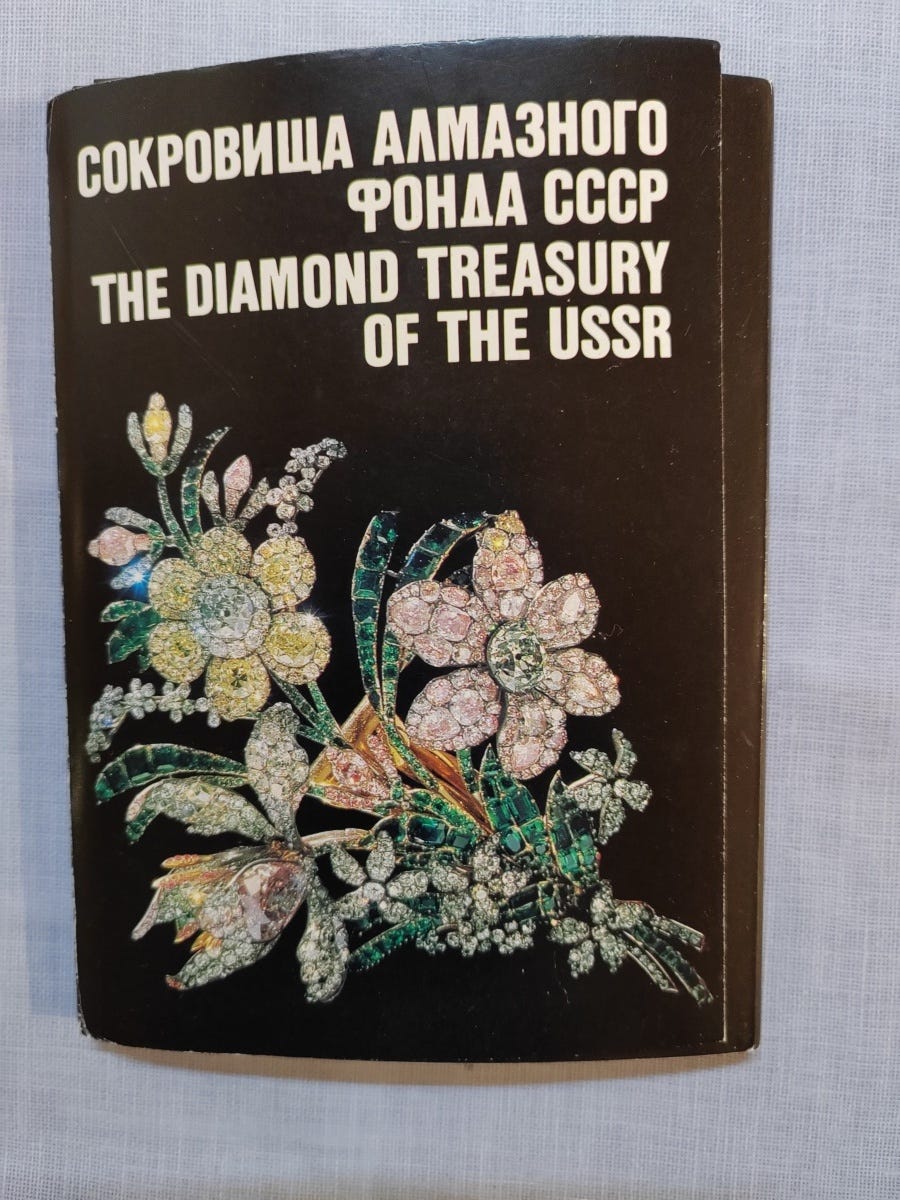 СОКРОВИЩА АЛМАЗНОГО
ФОНДА СССР
THE DIAMOND TREASURY
OF THE USSR